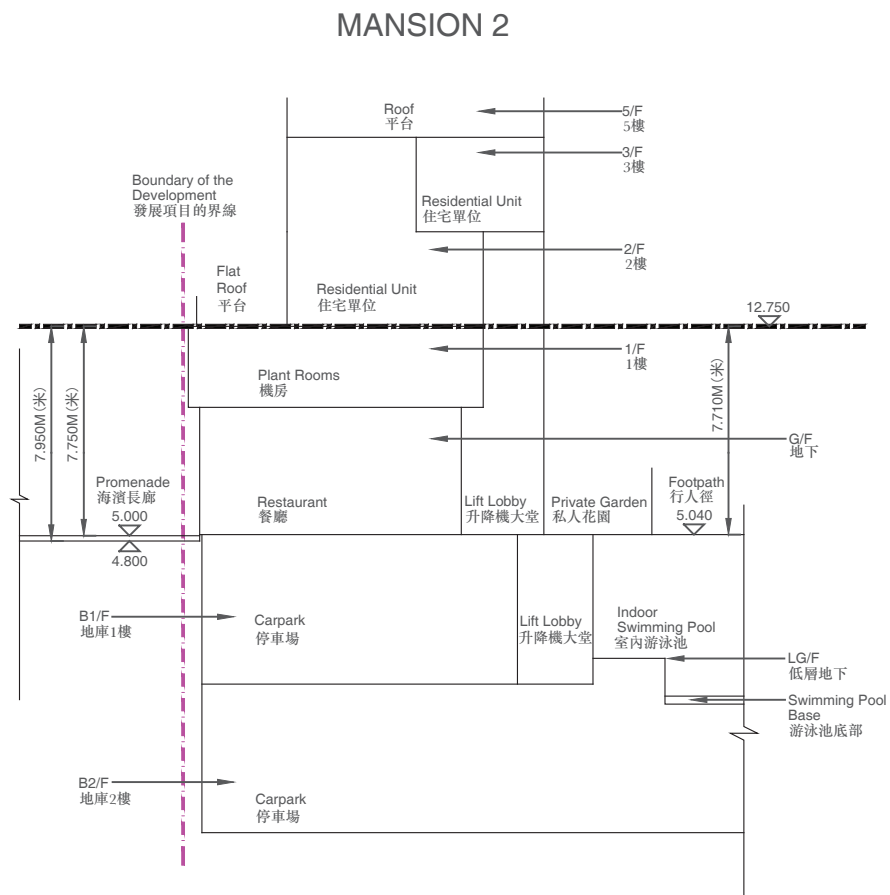 MANSION 2
Roof
平台
5/F
5樓
3/F
3樓
Boundary of the
Development
發展項目的界線
Residential Unit
住宅單位
2/F
2樓
Flat
Roof
平台
Residential Unit
住宅單位
12.750
1/F
1樓
Plant Rooms
機房
7.950M(米)
7.750M(米)
7.710M(米)
G/F
地下
Promenade
海濱長廊
5.000
4.800
Restaurant
餐廳
Lift Lobby
升降機大堂
Private Garden
私人花園
Footpath
行人徑
5.040
B1/F
地庫1樓
Carpark
停車場
Lift Lobby
升降機大堂
Indoor
Swimming Pool
室內游泳池
LG/F
低層地下
Swimming Pool
Base
游泳池底部
B2/F
地庫2樓
Carpark
停車場